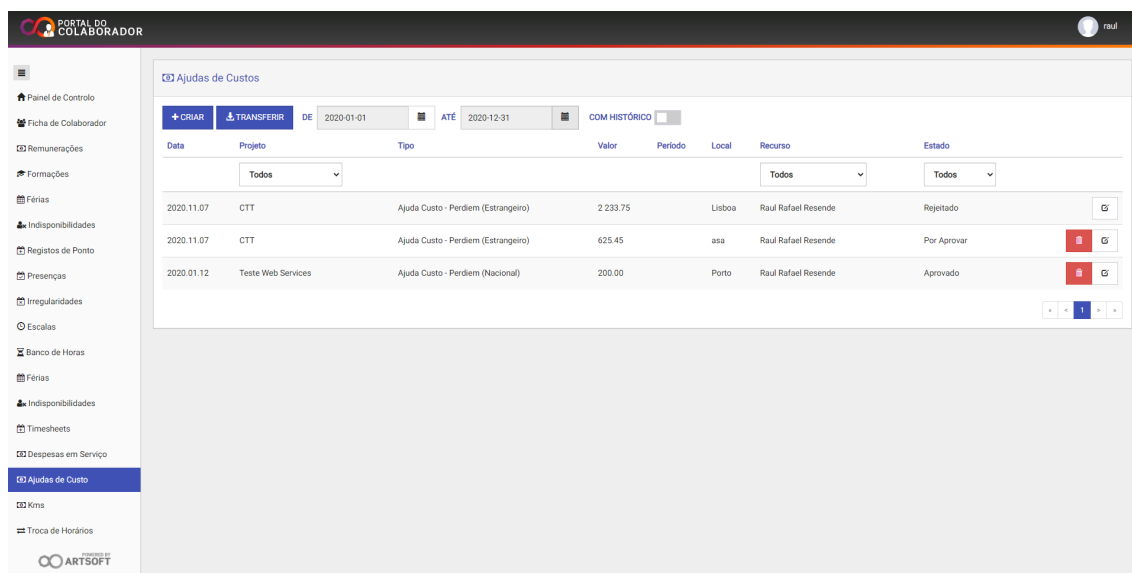 PORTAL DO
COLABORADOR
raul
Painel de Controlo
Ficha de Colaborador
Remunerações
Formações
Férias
Indisponibilidades
Registos de Ponto
Presenças
Irregularidades
Escalas
Banco de Horas
Férias
Indisponibilidades
Timesheets
Despesas em Serviço
Ajudas de Custo
Kms
Troca de Horários
POWERED BY
ARTSOFT
Ajudas de Custos
+ CRIAR TRANSFERIR DE 2020-01-01 ATÉ 2020-12-31 COM HISTÓRICO
Data Projeto Tipo Valor Período Local Recurso Estado
Todos Todos Todos
2020.11.07 CTT Ajuda Custo - Perdiem (Estrangeiro) 2 233.75 Lisboa Raul Rafael Resende Rejeitado
2020.11.07 CTT Ajuda Custo - Perdiem (Estrangeiro) 625.45 asa Raul Rafael Resende Por Aprovar
2020.01.12 Teste Web Services Ajuda Custo - Perdiem (Nacional) 200.00 Porto Raul Rafael Resende Aprovado
« < 1 > »